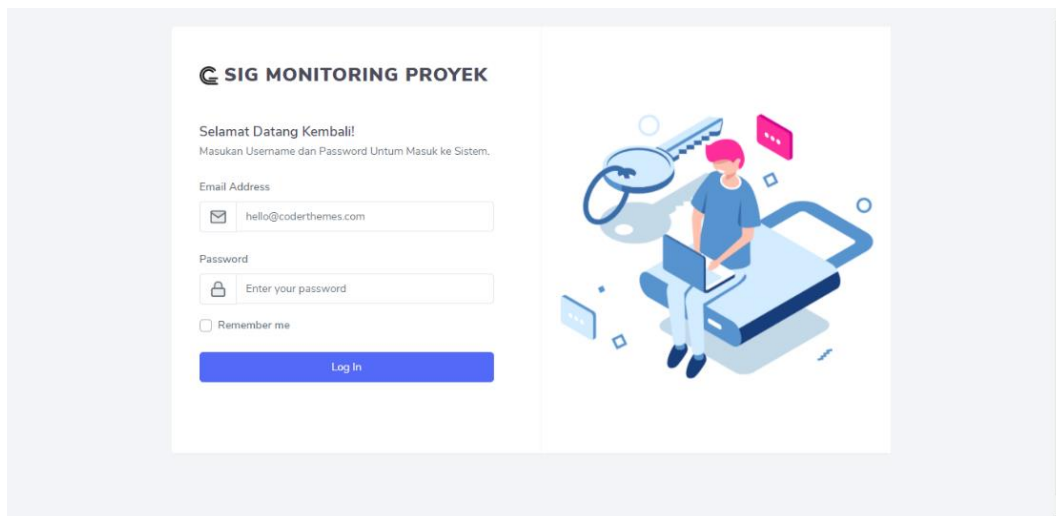 SIG MONITORING PROYEK
Selamat Datang Kembali!
Masukan Username dan Password Untum Masuk ke Sistem.
Email Address
hello@coderthemes.com
Password
Enter your password
Remember me
Log In